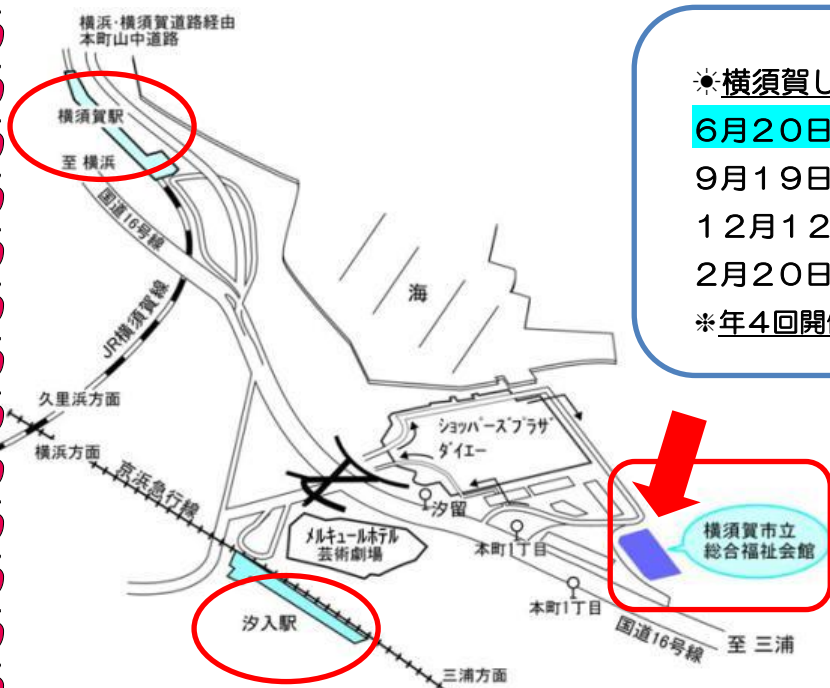 横浜・横須賀道路経由
本町山中道路
横須賀駅
至 横浜
国道16号線
JR横須賀線
久里浜方面
横浜方面
京浜急行線
海
ショッパーズプラザ
ダイエー
汐留
メルキュールホテル
芸術劇場
本町1丁目
本町1丁目
横須賀市立
総合福祉会館
汐入駅
国道16号線
至 三浦
三浦方面
☀横須賀し
6月20日
9月19日
12月12
2月20日
※年4回開